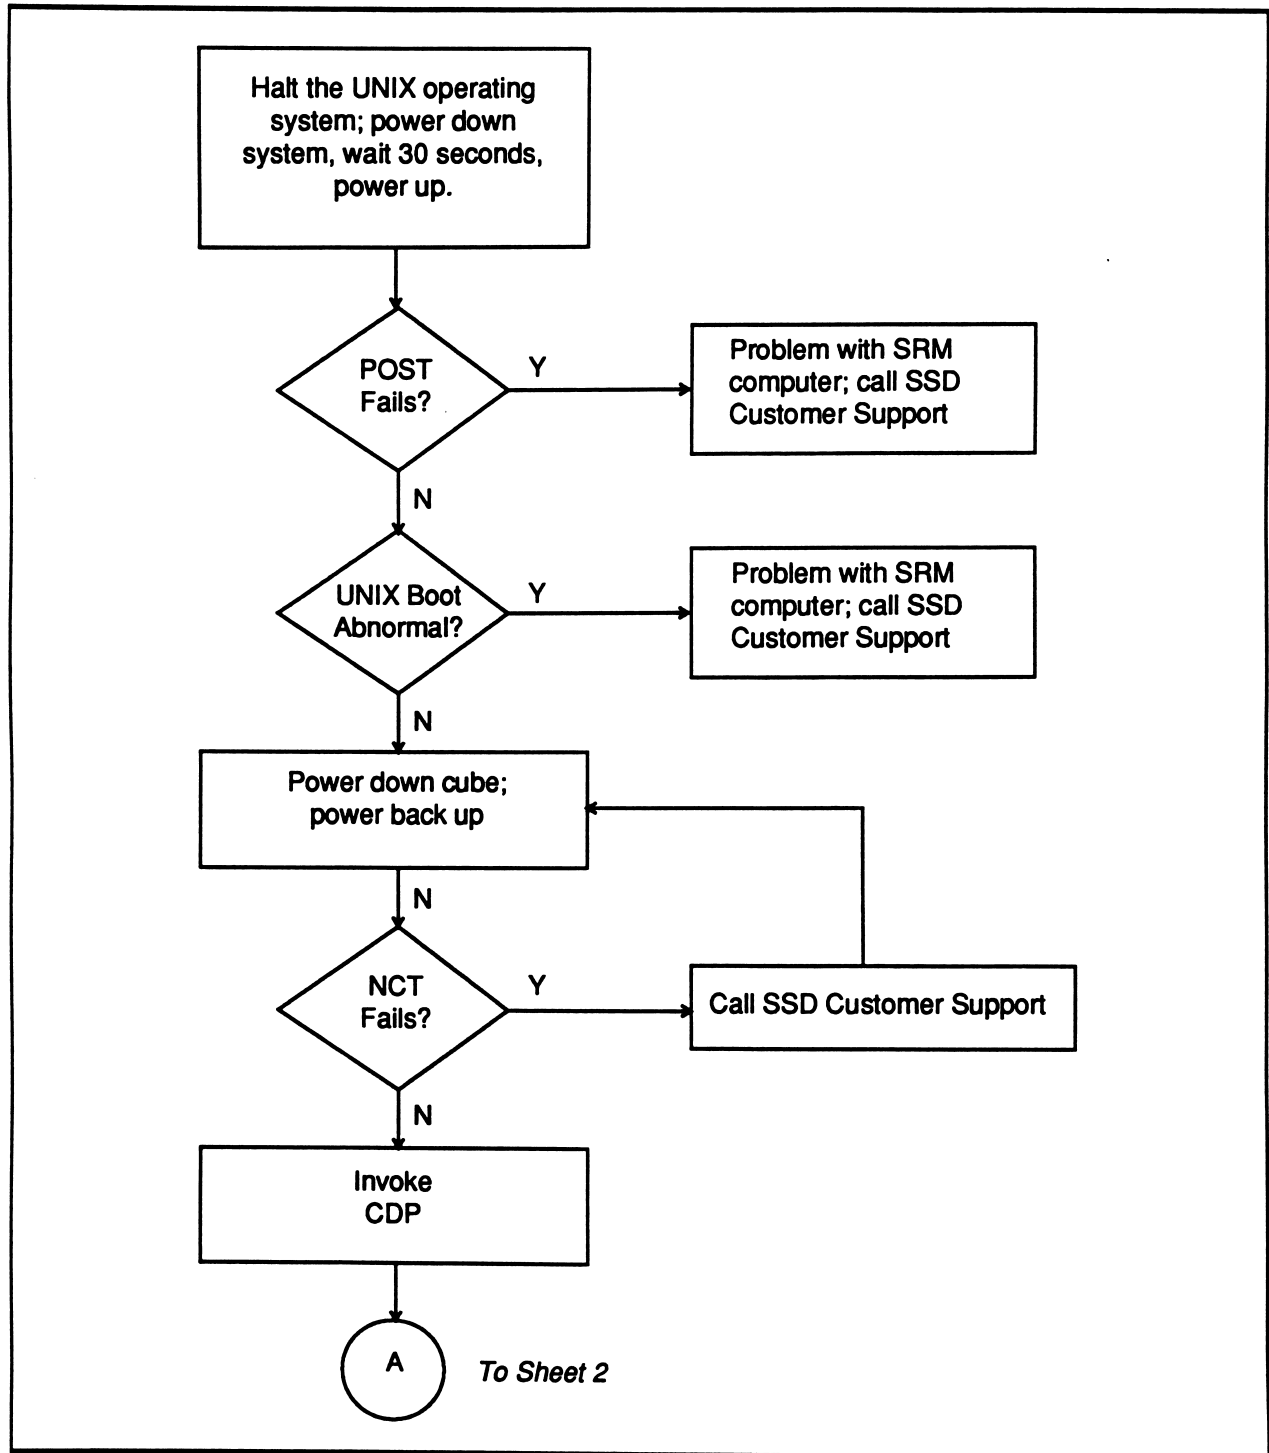 Halt the UNIX operating
system; power down
system, wait 30 seconds,
power up.
POST
Fails?
Y
Problem with SRM
computer; call SSD
Customer Support
N
UNIX Boot
Abnormal?
Y
Problem with SRM
computer; call SSD
Customer Support
N
Power down cube;
power back up
N
NCT
Fails?
Y
Call SSD Customer Support
N
Invoke
CDP
A
To Sheet 2